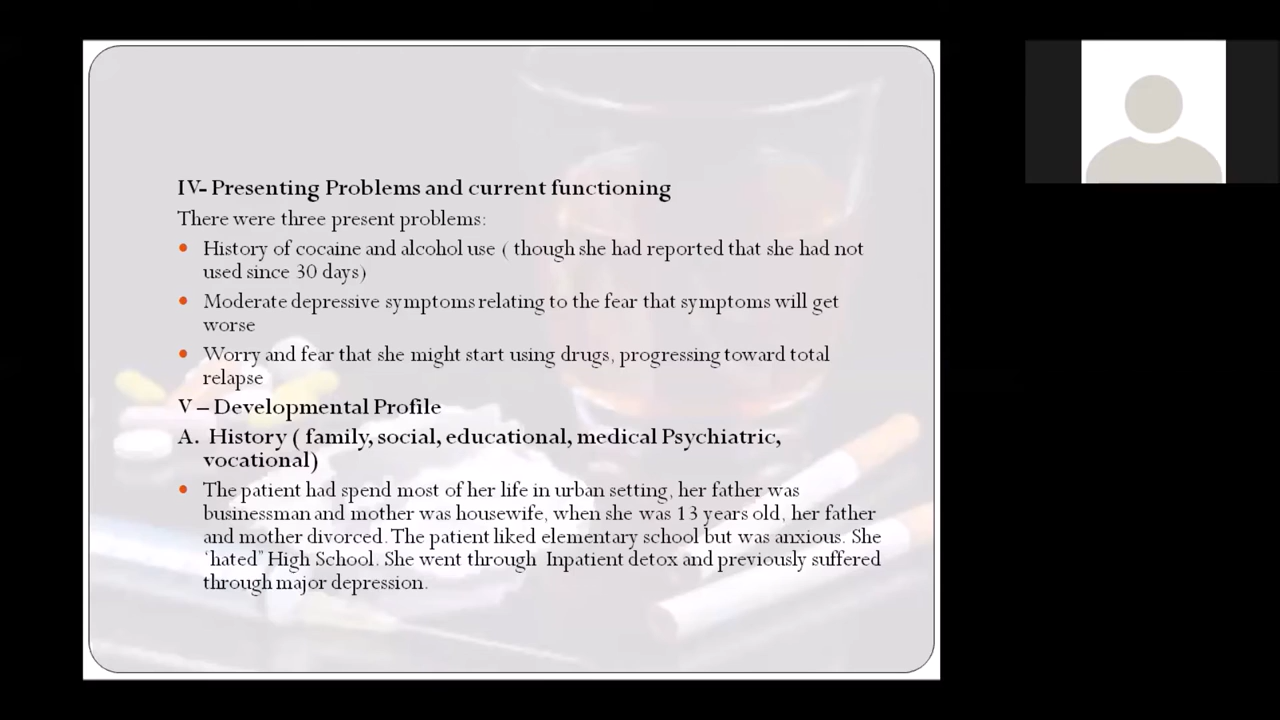 IV- Presenting Problems and current functioning
There were three present problems:
• History of cocaine and alcohol use ( though she had reported that she had not
used since 30 days)
• Moderate depressive symptoms relating to the fear that symptoms will get
worse
• Worry and fear that she might start using drugs, progressing toward total
relapse
V – Developmental Profile
A. History ( family, social, educational, medical Psychiatric,
vocational)
• The patient had spend most of her life in urban setting, her father was
businessman and mother was housewife, when she was 13 years old, her father
and mother divorced. The patient liked elementary school but was anxious. She
‘hated” High School. She went through Inpatient detox and previously suffered
through major depression.